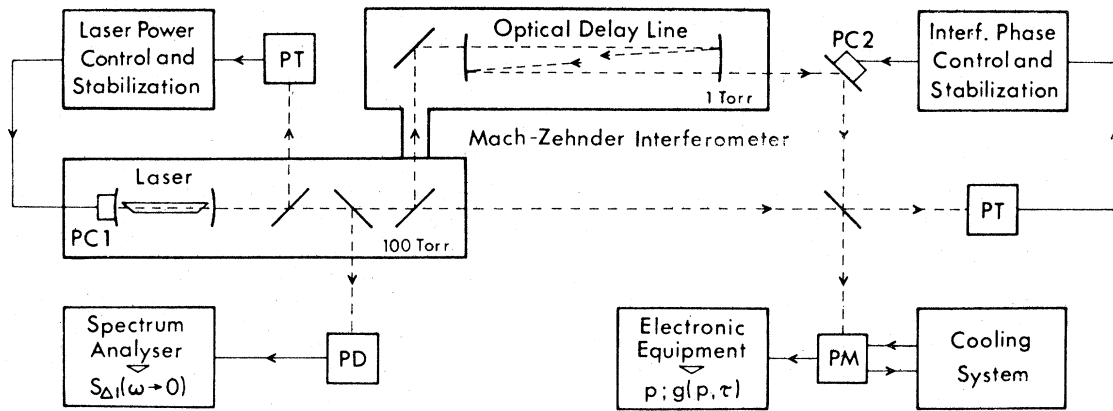 Laser Power
Control and
Stabilization
PT
Optical Delay Line
1 Torr
PC2
Interf. Phase
Control and
Stabilization
Mach-Zehnder Interferometer
Laser
PC1
100 Torr
PT
Spectrum
Analyser
S_ΔI(ω→0)
PD
Electronic
Equipment
p; g(p,τ)
PM
Cooling
System